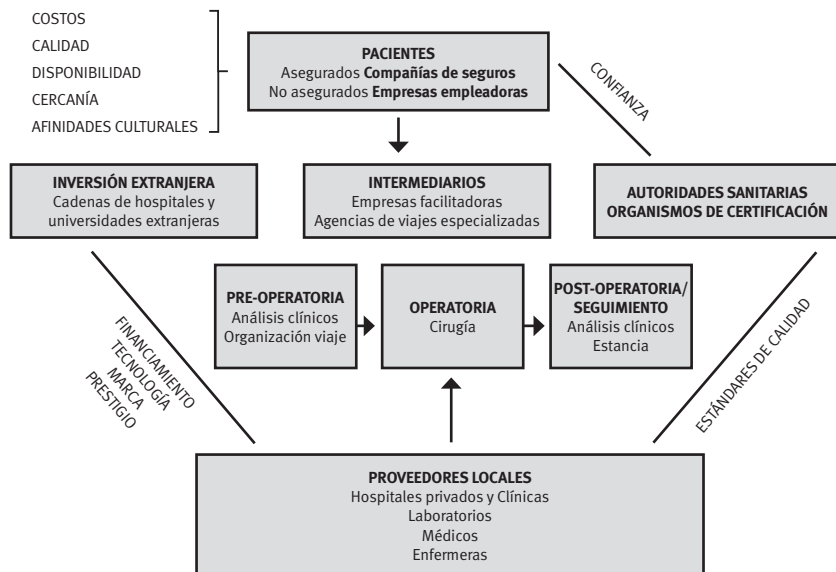 COSTOS
CALIDAD
DISPONIBILIDAD
CERCANÍA
AFINIDADES CULTURALES
PACIENTES
Asegurados Compañías de seguros
No asegurados Empresas empleadoras
CONFIANZA
INVERSIÓN EXTRANJERA
Cadenas de hospitales y
universidades extranjeras
INTERMEDIARIOS
Empresas facilitadoras
Agencias de viajes especializadas
AUTORIDADES SANITARIAS
ORGANISMOS DE CERTIFICACIÓN
PRE-OPERATORIA
Análisis clínicos
Organización viaje
OPERATORIA
Cirugía
POST-OPERATORIA/
SEGUIMIENTO
Análisis clínicos
Estancia
FINANCIAMIENTO
TECNOLOGÍA
MARCA
PRESTIGIO
ESTÁNDARES DE CALIDAD
PROVEEDORES LOCALES
Hospitales privados y Clínicas
Laboratorios
Médicos
Enfermeras